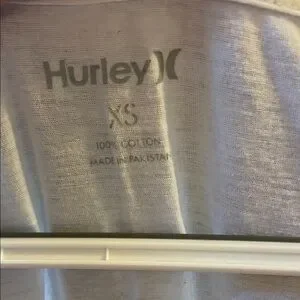 Hurley
XS
100% COTTON
MADE IN PAKISTAN